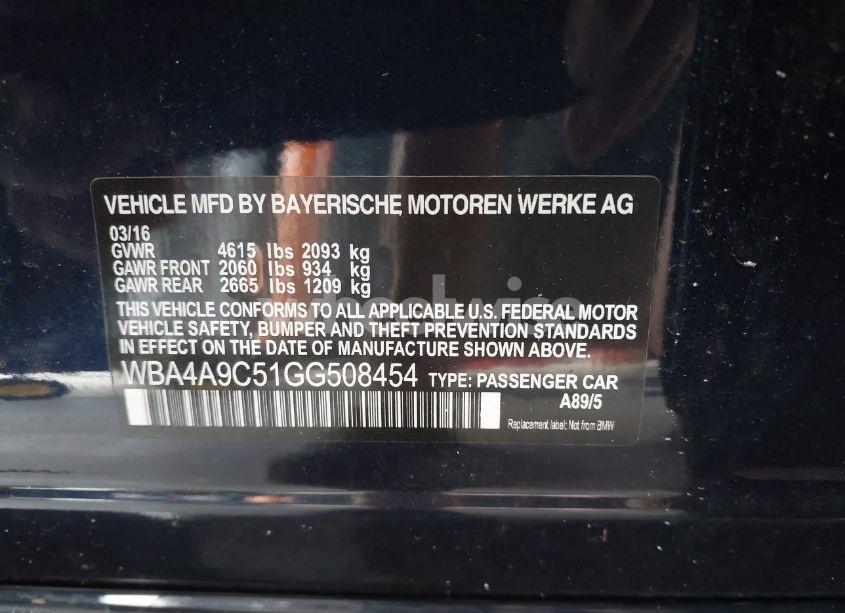 VEHICLE MFD BY BAYERISCHE MOTOREN WERKE AG
03/16
GVWR 4615 lbs 2093 kg
GAWR FRONT 2060 lbs 934 kg
GAWR REAR 2665 lbs 1209 kg
THIS VEHICLE CONFORMS TO ALL APPLICABLE U.S. FEDERAL MOTOR
VEHICLE SAFETY, BUMPER AND THEFT PREVENTION STANDARDS
IN EFFECT ON THE DATE OF MANUFACTURE SHOWN ABOVE.
WBA4A9C51GG508454 TYPE: PASSENGER CAR
A89/5
Replacement label: Not from BMW